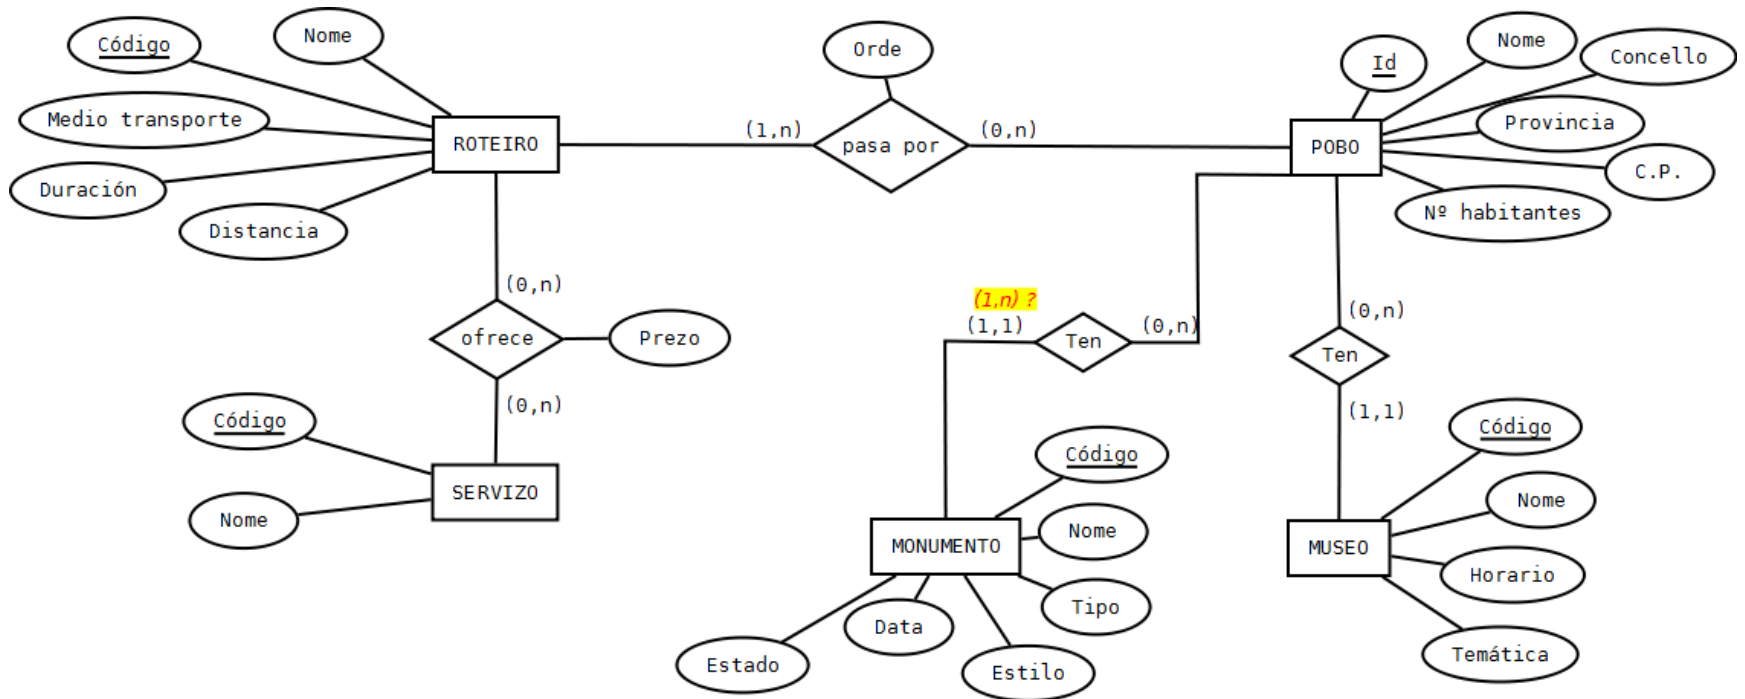 Código
Nome
Orde
Id
Nome
Concello
Medio transporte
ROTEIRO
(1,n)
pasa por
(0,n)
POBO
Provincia
C.P.
Duración
Distancia
Nº habitantes
(0,n)
(1,n) ?
(1,1)
Ten
(0,n)
(0,n)
ofrece
Prezo
Ten
(0,n)
(1,1)
Código
Nome
SERVIZO
Código
Nome
MONUMENTO
Tipo
Data
Estado
Estilo
Código
Nome
MUSEO
Horario
Temática